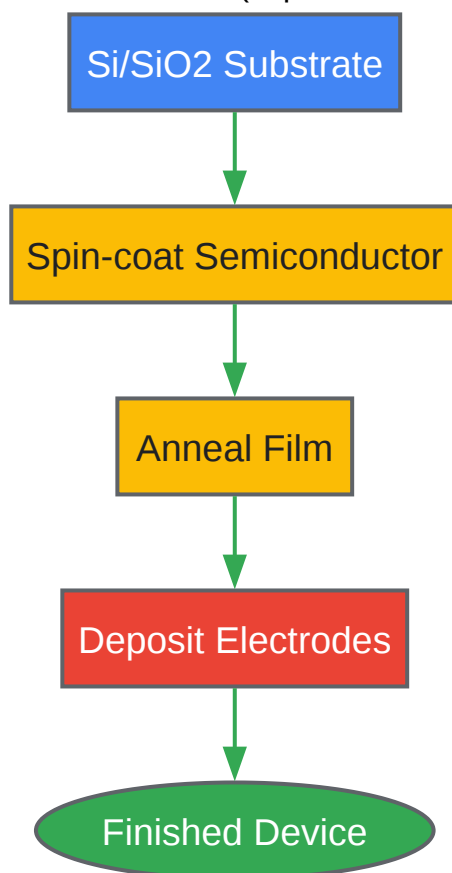 Si/SiO2 Substrate
Spin-coat Semiconductor
Anneal Film
Deposit Electrodes
Finished Device